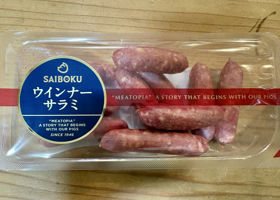 SAIBOKU
ウインナー
サラミ
"MEATOPIA"
A STORY THAT BEGINS
WITH OUR PIGS
SINCE 1946
"MEATOPIA" A STORY THAT BEGINS WITH OUR PIGS